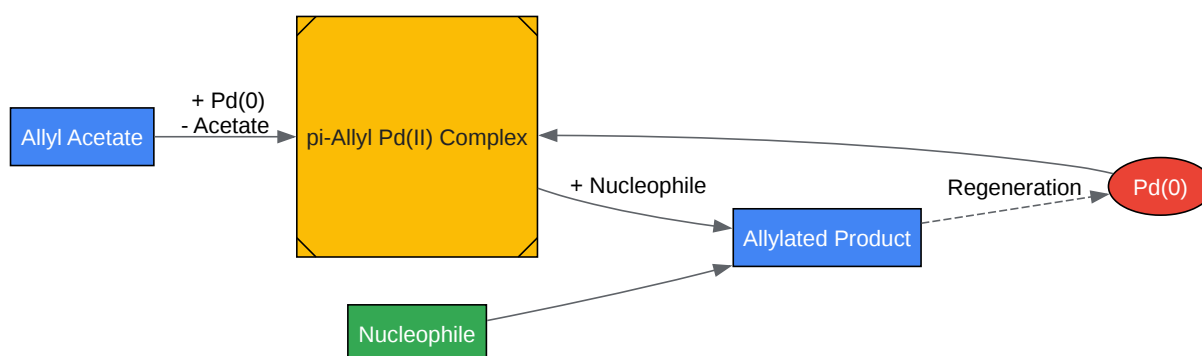 Allyl Acetate
+ Pd(0)
- Acetate
pi-Allyl Pd(II) Complex
+ Nucleophile
Nucleophile
Allylated Product
Regeneration
Pd(0)